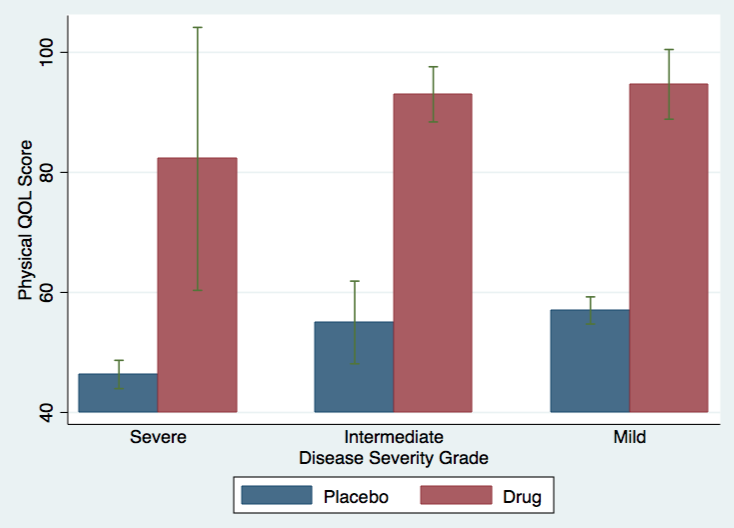 Physical QOL Score
100
80
60
40
Severe Intermediate Mild
Disease Severity Grade
Placebo Drug